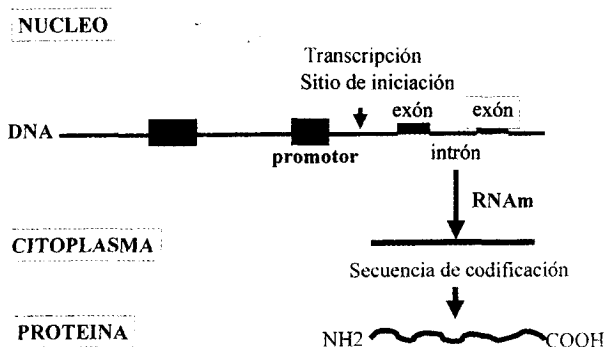 NUCLEO
Transcripción
Sitio de iniciación
exón
exón
DNA
promotor
intrón
RNAm
CITOPLASMA
Secuencia de codificación
PROTEINA
NH2
COOH